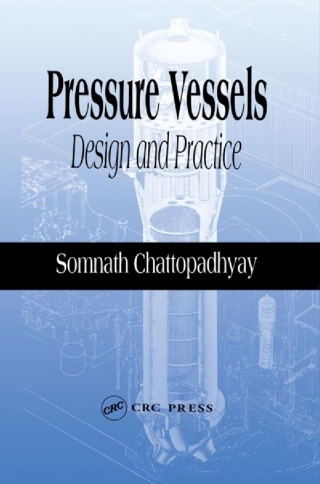 Pressure Vessels
Design and Practice
Somnath Chattopadhyay
CRC CRC PRESS